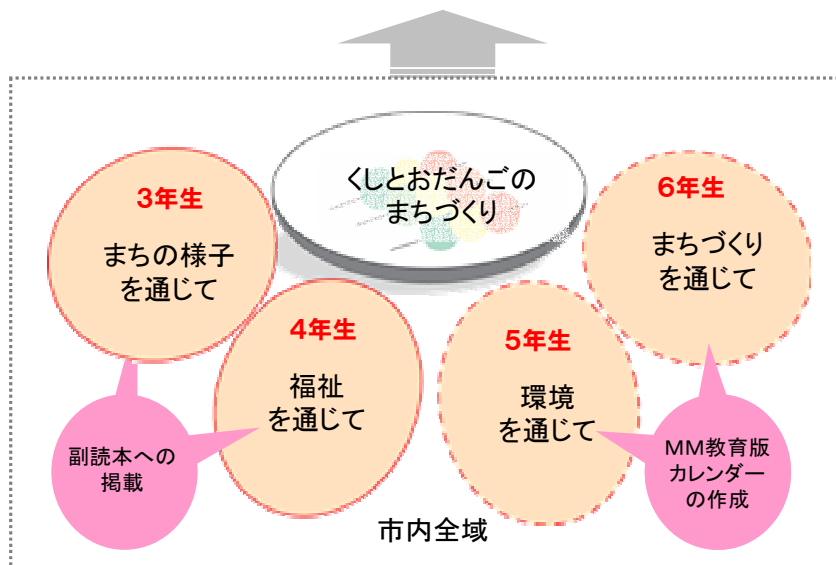 くしとおだんごの
まちづくり
3年生
まちの様子
を通じて
4年生
福祉
を通じて
5年生
環境
を通じて
6年生
まちづくり
を通じて
副読本への
掲載
MM教育版
カレンダー
の作成
市内全域